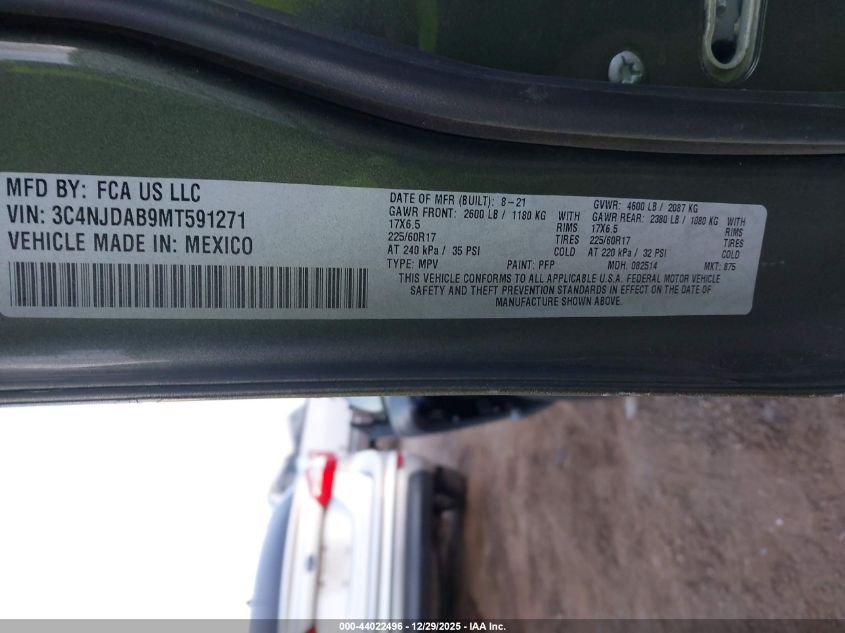 MFD BY: FCA US LLC
VIN: 3C4NJDAB9MT591271
VEHICLE MADE IN: MEXICO
DATE OF MFR (BUILT): 8-21 GVWR: 4600 LB / 2087 KG
GAWR FRONT: 2600 LB / 1180 KG GAWR REAR: 2380 LB / 1080 KG
17X6.5 RIMS 17X6.5 RIMS
225/60R17 TIRES 225/60R17 TIRES
AT 240 kPa / 35 PSI COLD AT 220 kPa / 32 PSI COLD
TYPE: MPV PAINT: PFP MDH: 082514 MKT: 875
THIS VEHICLE CONFORMS TO ALL APPLICABLE U.S.A. FEDERAL MOTOR VEHICLE
SAFETY AND THEFT PREVENTION STANDARDS IN EFFECT ON THE DATE OF
MANUFACTURE SHOWN ABOVE.
000-44022496 - 12/29/2025 - IAA Inc.